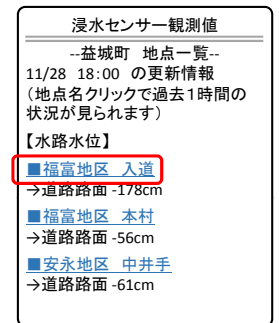 浸水センサー観測値
--益城町 地点一覧--
11/28 18:00 の更新情報
(地点名クリックで過去１時間の
状況が見られます)
【水路水位】
■福富地区 入道
→道路路面 -178cm
■福富地区 本村
→道路路面 -56cm
■安永地区 中井手
→道路路面 -61cm